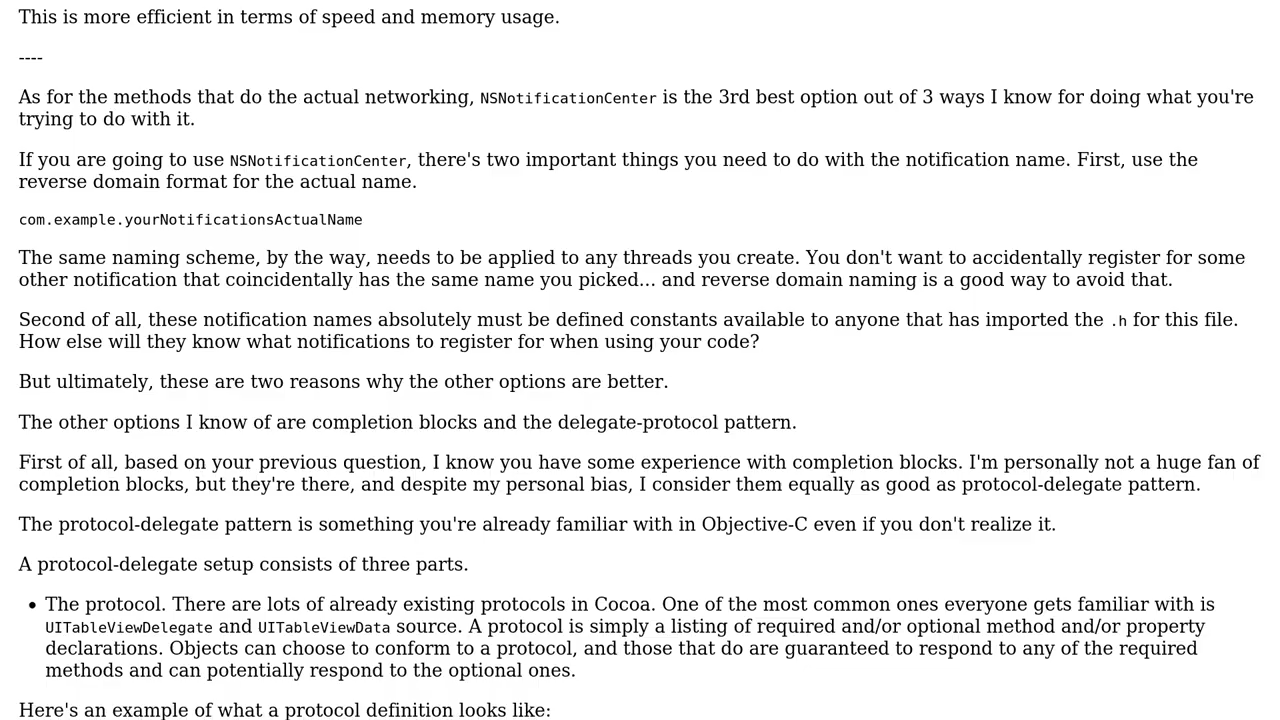 This is more efficient in terms of speed and memory usage.
----
As for the methods that do the actual networking, NSNotificationCenter is the 3rd best option out of 3 ways I know for doing what you're
trying to do with it.
If you are going to use NSNotificationCenter, there's two important things you need to do with the notification name. First, use the
reverse domain format for the actual name.
com.example.yourNotificationsActualName
The same naming scheme, by the way, needs to be applied to any threads you create. You don't want to accidentally register for some
other notification that coincidentally has the same name you picked... and reverse domain naming is a good way to avoid that.
Second of all, these notification names absolutely must be defined constants available to anyone that has imported the .h for this file.
How else will they know what notifications to register for when using your code?
But ultimately, these are two reasons why the other options are better.
The other options I know of are completion blocks and the delegate-protocol pattern.
First of all, based on your previous question, I know you have some experience with completion blocks. I'm personally not a huge fan of
completion blocks, but they're there, and despite my personal bias, I consider them equally as good as protocol-delegate pattern.
The protocol-delegate pattern is something you're already familiar with in Objective-C even if you don't realize it.
A protocol-delegate setup consists of three parts.
• The protocol. There are lots of already existing protocols in Cocoa. One of the most common ones everyone gets familiar with is
UITableViewDelegate and UITableViewData source. A protocol is simply a listing of required and/or optional method and/or property
declarations. Objects can choose to conform to a protocol, and those that do are guaranteed to respond to any of the required
methods and can potentially respond to the optional ones.
Here's an example of what a protocol definition looks like: